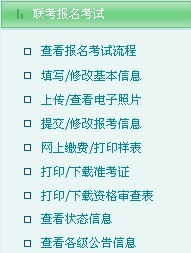 联考报名考试
查看报名考试流程
填写/修改基本信息
上传/查看电子照片
提交/修改报考信息
网上缴费/打印样表
打印/下载准考证
打印/下载资格审查表
查看状态信息
查看各级公告信息